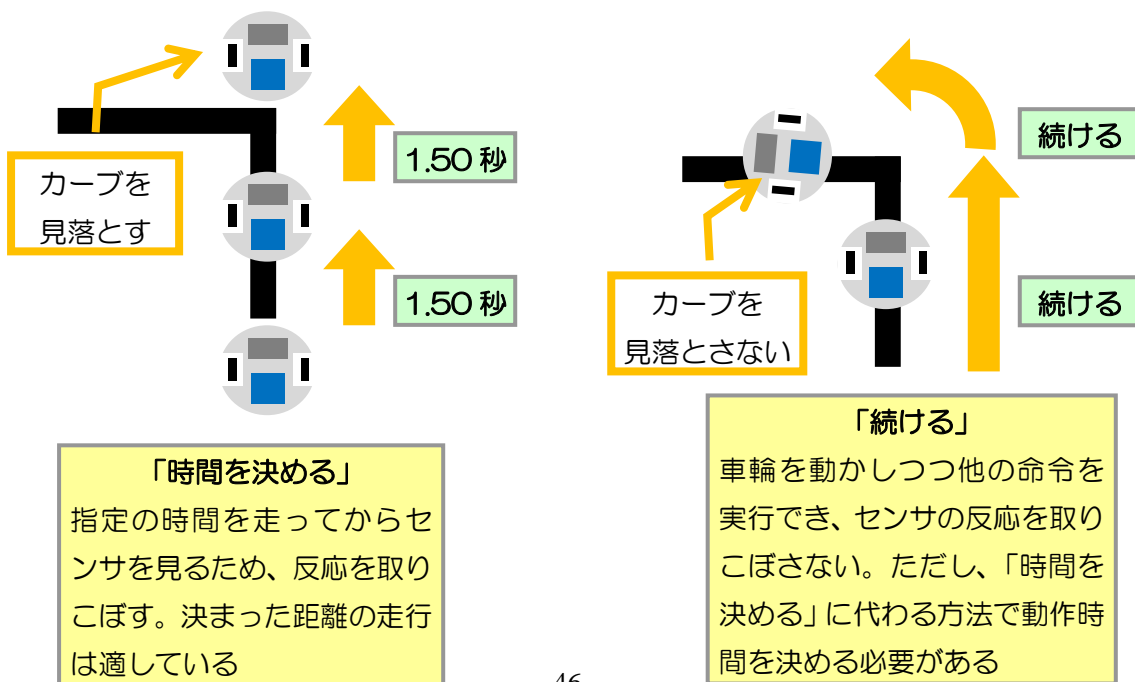 1.50 秒
カーブを
見落とす
1.50 秒
「時間を決める」
指定の時間を走ってからセ
ンサを見るため、反応を取り
こぼす。決まった距離の走行
は適している
続ける
続ける
カーブを
見落とさない
「続ける」
車輪を動かしつつ他の命令を
実行でき、センサの反応を取り
こぼさない。ただし、「時間を
決める」に代わる方法で動作時
間を決める必要がある
46